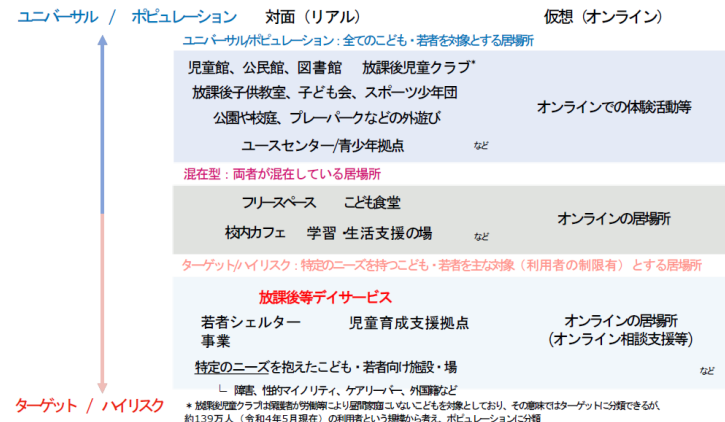 ユニバーサル / ポピュレーション 対面(リアル) 仮想(オンライン)
ユニバーサル/ポピュレーション:全てのこども・若者を対象とする居場所
児童館、公民館、図書館 放課後児童クラブ*
放課後子供教室、子ども会、スポーツ少年団
公園や校庭、プレーパークなどの外遊び
オンラインでの体験活動等
ユースセンター/青少年拠点 など
混在型:両者が混在している居場所
フリースペース こども食堂
オンラインの居場所
校内カフェ 学習・生活支援の場 など
ターゲット/ハイリスク:特定のニーズを持つこども・若者を主な対象(利用者の制限有)とする居場所
放課後等デイサービス
若者シェルター事業 児童育成支援拠点
オンラインの居場所
(オンライン相談支援等)
特定のニーズを抱えたこども・若者向け施設・場 など
└ 障害、性的マイノリティ、ケアリーバー、外国籍など
ターゲット / ハイリスク
* 放課後児童クラブは保護者が労働等により昼間家庭にいないこどもを対象としており、その意味ではターゲットに分類できるが、
約139万人(令和4年5月現在)の利用者という規模から考え、ポピュレーションに分類